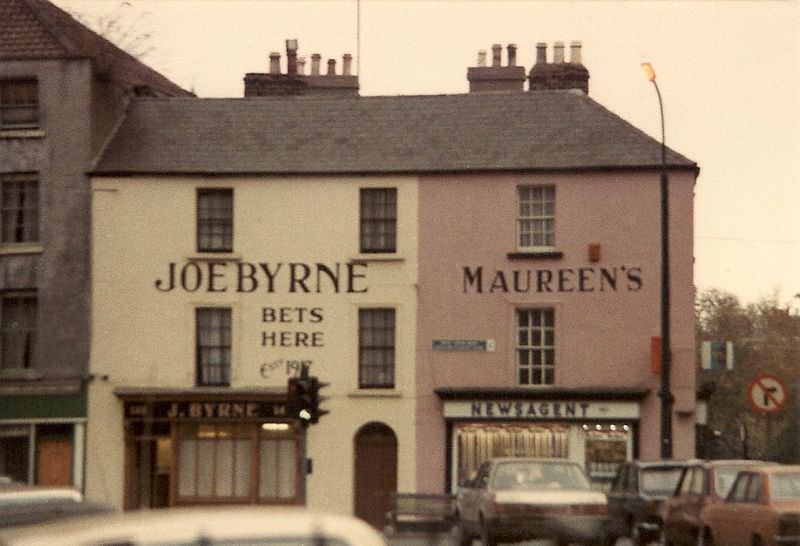 JOE BYRNE
BETS
HERE
ESTD 1917
MAUREEN'S
J. BYRNE
NEWSAGENT